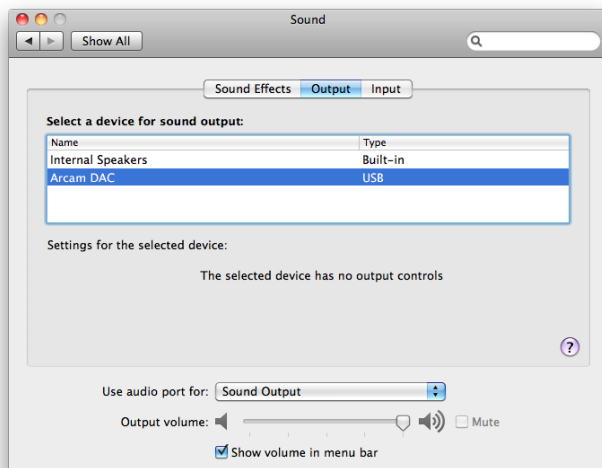 Sound
Show All
Sound Effects Output Input
Select a device for sound output:
Name Type
Internal Speakers Built-in
Arcam DAC USB
Settings for the selected device:
The selected device has no output controls
?
Use audio port for: Sound Output
Output volume: Mute
Show volume in menu bar